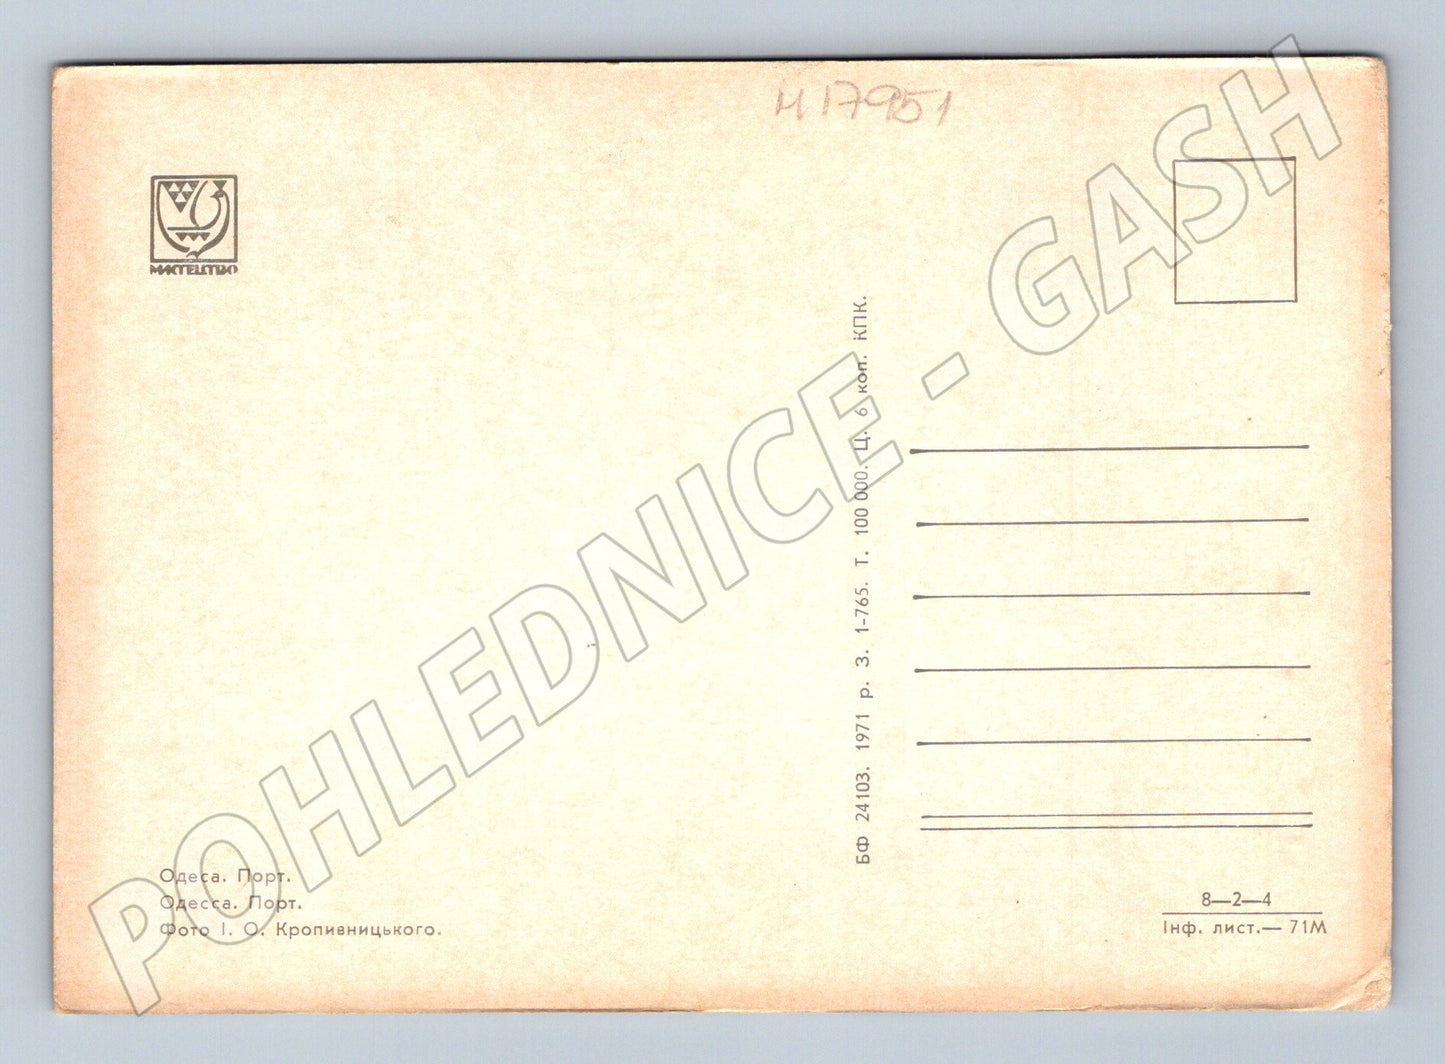 И 17951
МИСТЕЦТВО
POHLEDNICE - GASH
БФ 24103. 1971 р. З. 1-765. Т. 100 000. Ц. 6 коп. КПК.
Одеса. Порт.
Одесса. Порт.
Фото І. О. Кропивницького.
8—2—4
Інф. лист.— 71М